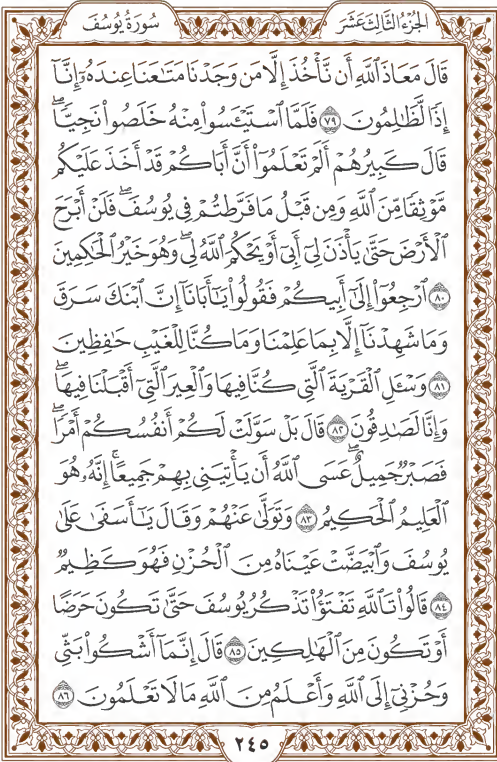 الجُزْءُ الثَّالِثَ عَشَرَ
سُورَةُ يُوسُفَ
قَالَ مَعَاذَ ٱللَّهِ أَن نَّأۡخُذَ إِلَّا مَن وَجَدۡنَا مَتَٰعَنَا عِندَهُۥٓ إِنَّآ
إِذٗا لَّظَٰلِمُونَ ٧٩ فَلَمَّا ٱسۡتَيۡـَٔسُواْ مِنۡهُ خَلَصُواْ نَجِيّٗاۖ
قَالَ كَبِيرُهُمۡ أَلَمۡ تَعۡلَمُوٓاْ أَنَّ أَبَاكُمۡ قَدۡ أَخَذَ عَلَيۡكُم
مَّوۡثِقٗا مِّنَ ٱللَّهِ وَمِن قَبۡلُ مَا فَرَّطتُمۡ فِي يُوسُفَۖ فَلَنۡ أَبۡرَحَ
ٱلۡأَرۡضَ حَتَّىٰ يَأۡذَنَ لِيٓ أَبِيٓ أَوۡ يَحۡكُمَ ٱللَّهُ لِيۖ وَهُوَ خَيۡرُ ٱلۡحَٰكِمِينَ
٨٠ ٱرۡجِعُوٓاْ إِلَىٰٓ أَبِيكُمۡ فَقُولُواْ يَٰٓأَبَانَآ إِنَّ ٱبۡنَكَ سَرَقَ
وَمَا شَهِدۡنَآ إِلَّا بِمَا عَلِمۡنَا وَمَا كُنَّا لِلۡغَيۡبِ حَٰفِظِينَ
٨١ وَسۡـَٔلِ ٱلۡقَرۡيَةَ ٱلَّتِي كُنَّا فِيهَا وَٱلۡعِيرَ ٱلَّتِيٓ أَقۡبَلۡنَا فِيهَاۖ
وَإِنَّا لَصَٰدِقُونَ ٨٢ قَالَ بَلۡ سَوَّلَتۡ لَكُمۡ أَنفُسُكُمۡ أَمۡرٗاۖ
فَصَبۡرٞ جَمِيلٌۖ عَسَى ٱللَّهُ أَن يَأۡتِيَنِي بِهِمۡ جَمِيعًاۚ إِنَّهُۥ هُوَ
ٱلۡعَلِيمُ ٱلۡحَكِيمُ ٨٣ وَتَوَلَّىٰ عَنۡهُمۡ وَقَالَ يَٰٓأَسَفَىٰ عَلَىٰ
يُوسُفَ وَٱبۡيَضَّتۡ عَيۡنَاهُ مِنَ ٱلۡحُزۡنِ فَهُوَ كَظِيمٞ
٨٤ قَالُواْ تَٱللَّهِ تَفۡتَؤُاْ تَذۡكُرُ يُوسُفَ حَتَّىٰ تَكُونَ حَرَضًا
أَوۡ تَكُونَ مِنَ ٱلۡهَٰلِكِينَ ٨٥ قَالَ إِنَّمَآ أَشۡكُواْ بَثِّي
وَحُزۡنِيٓ إِلَى ٱللَّهِ وَأَعۡلَمُ مِنَ ٱللَّهِ مَا لَا تَعۡلَمُونَ ٨٦
٢٤٥